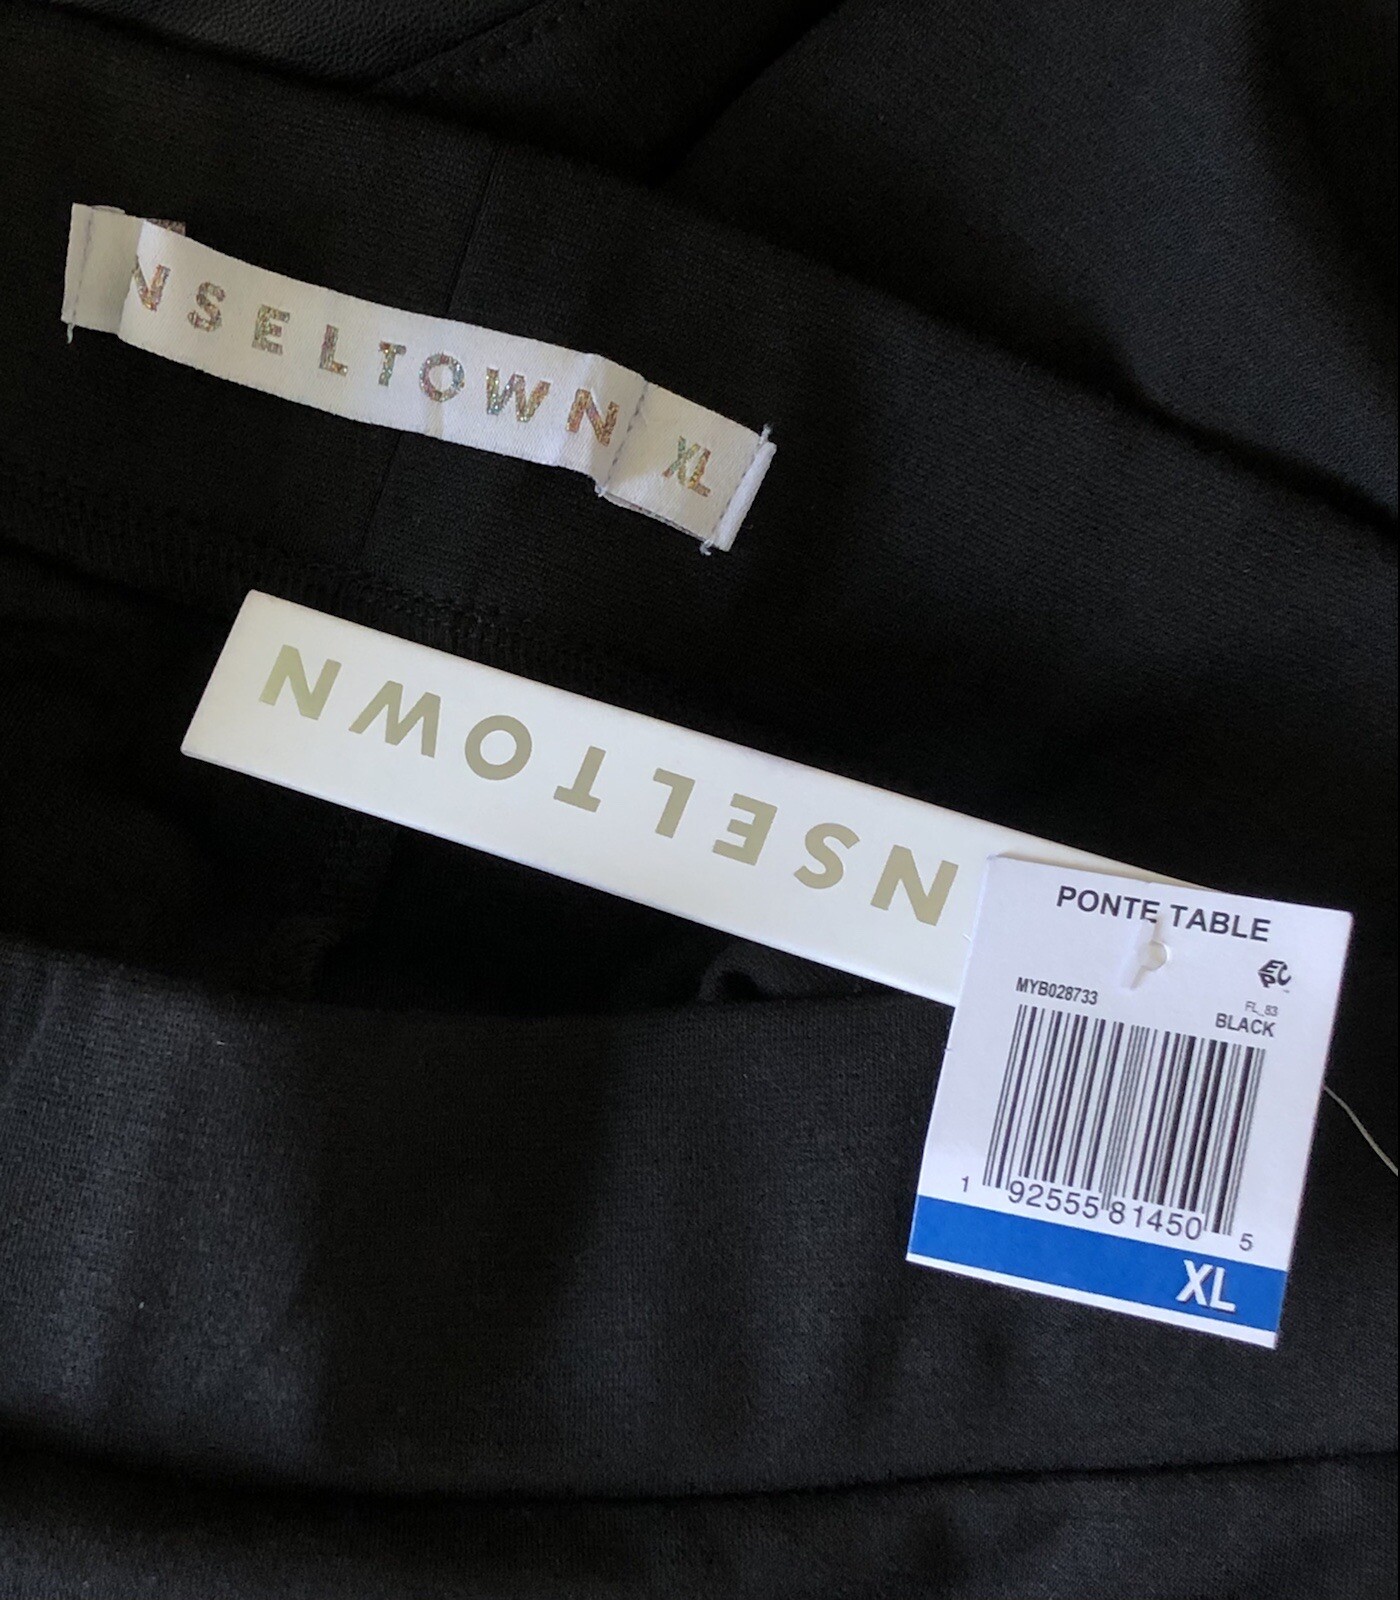 NSELTOWN XL
NSELTOWN
PONTE TABLE
MYB028733
FL_83
BLACK
1 92555 81450 5
XL